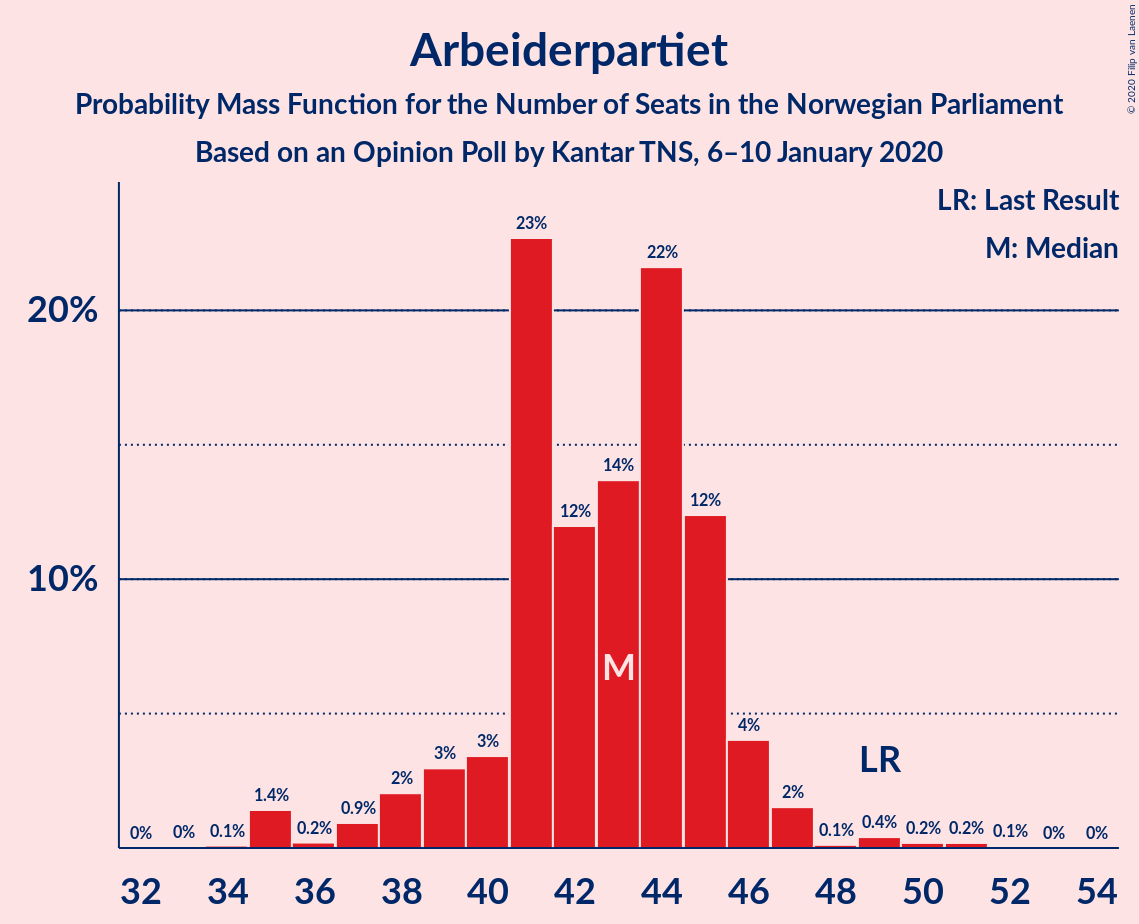 Arbeiderpartiet
Probability Mass Function for the Number of Seats in the Norwegian Parliament
Based on an Opinion Poll by Kantar TNS, 6–10 January 2020
© 2020 Filip van Laenen
LR: Last Result
M: Median
20%
10%
0% 0% 0.1% 1.4% 0.2% 0.9% 2% 3% 3% 23% 12% 14% 22% 12% 4% 2% 0.1% 0.4% 0.2% 0.2% 0.1% 0% 0%
M
LR
32 34 36 38 40 42 44 46 48 50 52 54